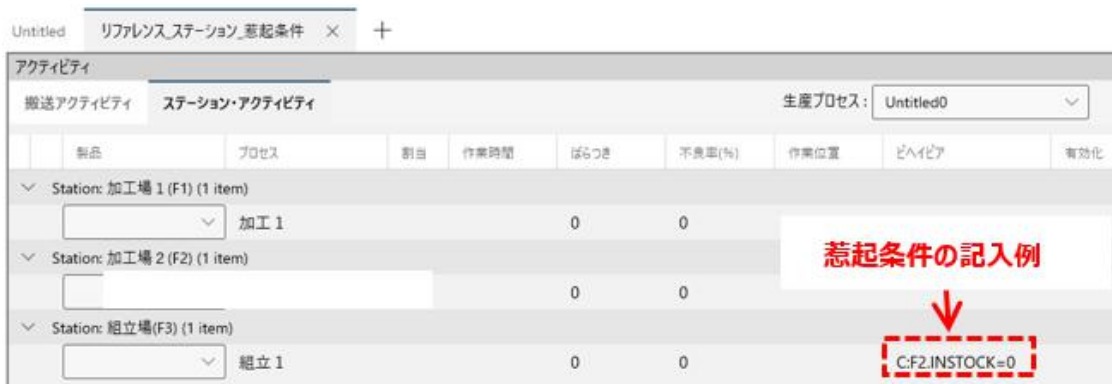 Untitled リファレンス_ステーション_惹起条件 × +
アクティビティ
搬送アクティビティ ステーション・アクティビティ 生産プロセス: Untitled0
製品 プロセス 割当 作業時間 ばらつき 不良率(%) 作業位置 ビヘイビア 有効化
Station: 加工場 1 (F1) (1 item)
加工 1 0 0
惹起条件の記入例
Station: 加工場 2 (F2) (1 item)
0 0
Station: 組立場(F3) (1 item)
組立 1 0 0 C:F2.INSTOCK=0